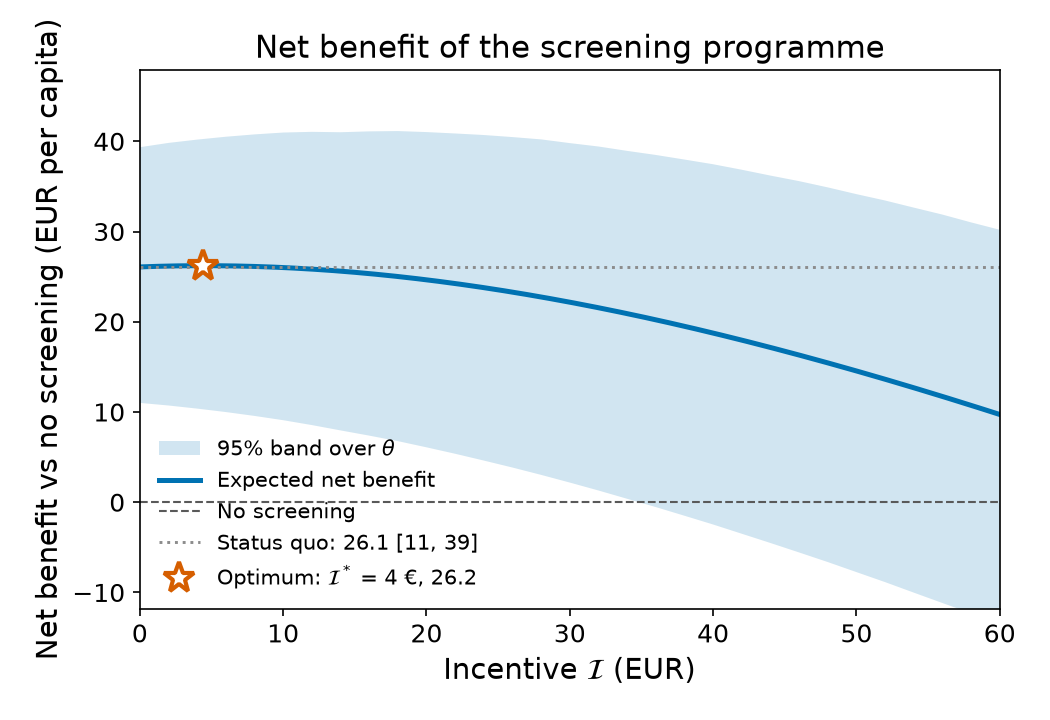 Net benefit of the screening programme
Net benefit vs no screening (EUR per capita)
40
30
20
10
0
−10
95% band over θ
Expected net benefit
No screening
Status quo: 26.1 [11, 39]
Optimum: ℐ* = 4 €, 26.2
0 10 20 30 40 50 60
Incentive ℐ (EUR)